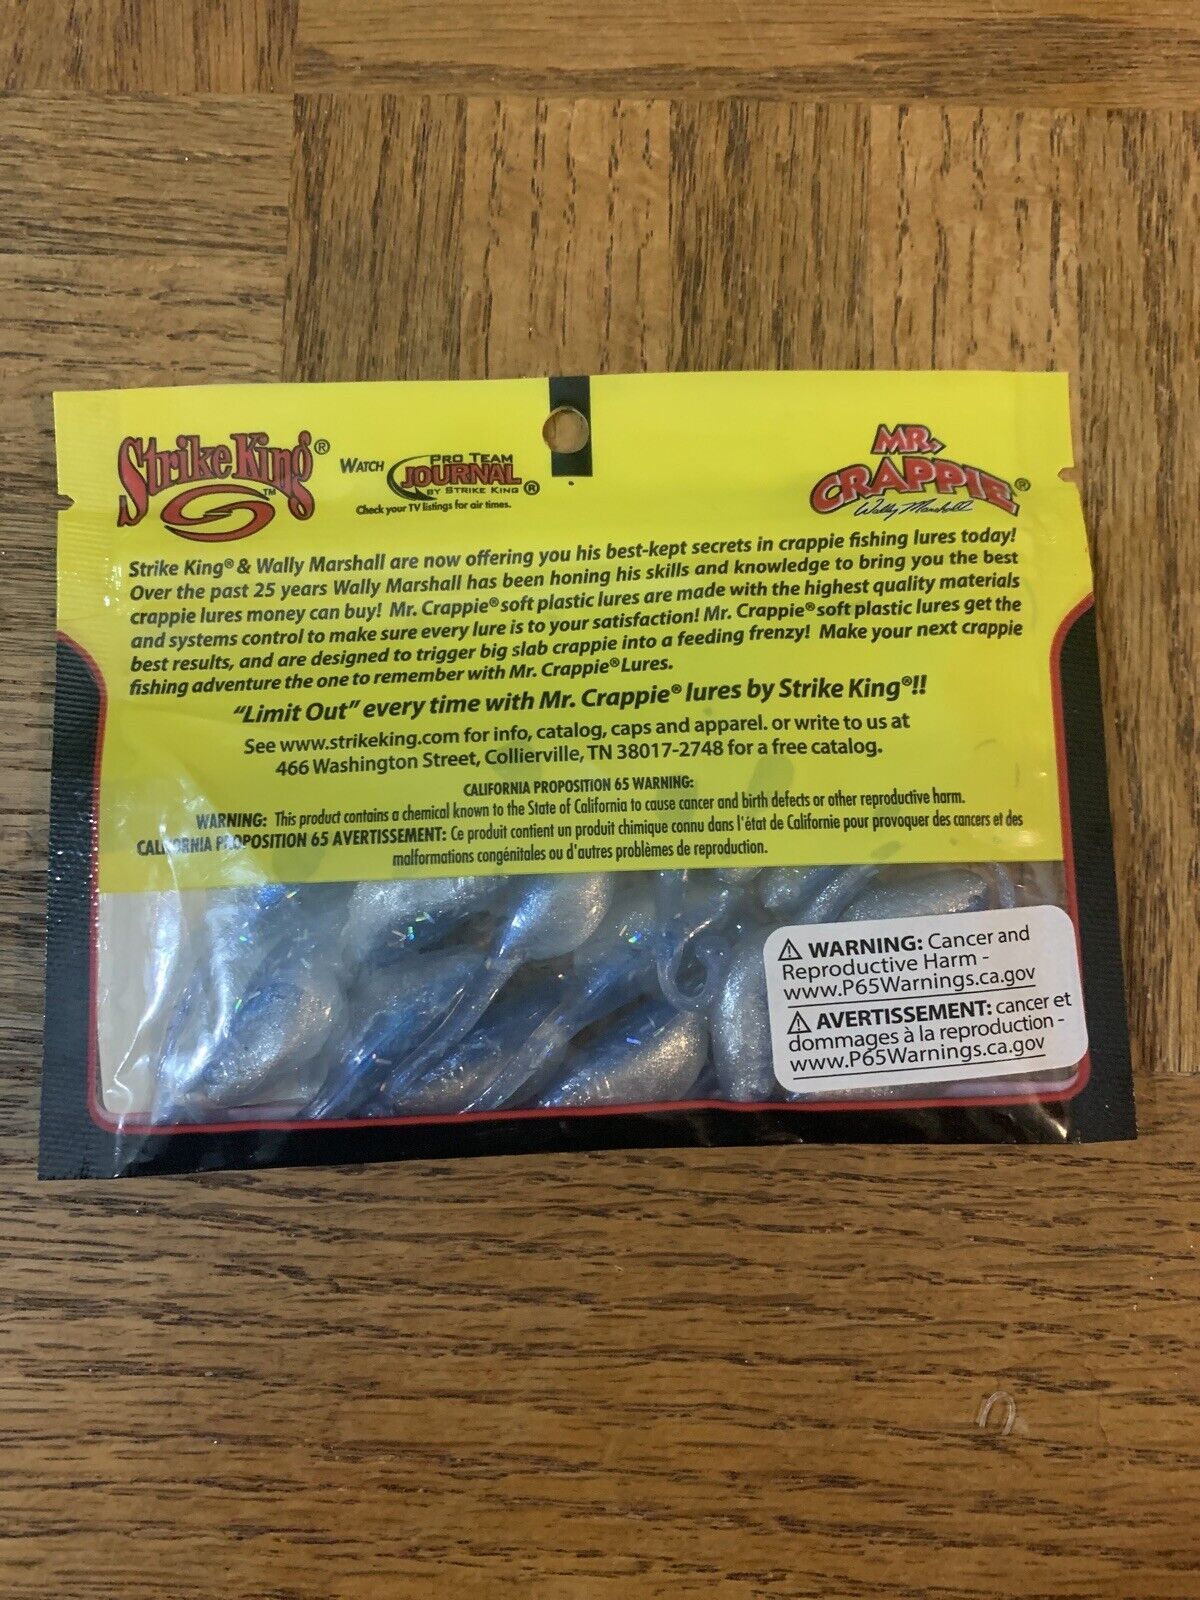 Strike King®
™
WATCH
PRO TEAM
JOURNAL
BY STRIKE KING ®
Check your TV listings for air times.
MR.
CRAPPIE®
Wally Marshall
Strike King® & Wally Marshall are now offering you his best-kept secrets in crappie fishing lures today!
Over the past 25 years Wally Marshall has been honing his skills and knowledge to bring you the best
crappie lures money can buy! Mr. Crappie® soft plastic lures are made with the highest quality materials
and systems control to make sure every lure is to your satisfaction! Mr. Crappie® soft plastic lures get the
best results, and are designed to trigger big slab crappie into a feeding frenzy! Make your next crappie
fishing adventure the one to remember with Mr. Crappie® Lures.
"Limit Out" every time with Mr. Crappie® lures by Strike King®!!
See www.strikeking.com for info, catalog, caps and apparel. or write to us at
466 Washington Street, Collierville, TN 38017-2748 for a free catalog.
CALIFORNIA PROPOSITION 65 WARNING:
WARNING: This product contains a chemical known to the State of California to cause cancer and birth defects or other reproductive harm.
CALIFORNIA PROPOSITION 65 AVERTISSEMENT: Ce produit contient un produit chimique connu dans l'état de Californie pour provoquer des cancers et des
malformations congénitales ou d'autres problèmes de reproduction.
⚠ WARNING: Cancer and
Reproductive Harm -
www.P65Warnings.ca.gov
⚠ AVERTISSEMENT: cancer et
dommages à la reproduction -
www.P65Warnings.ca.gov